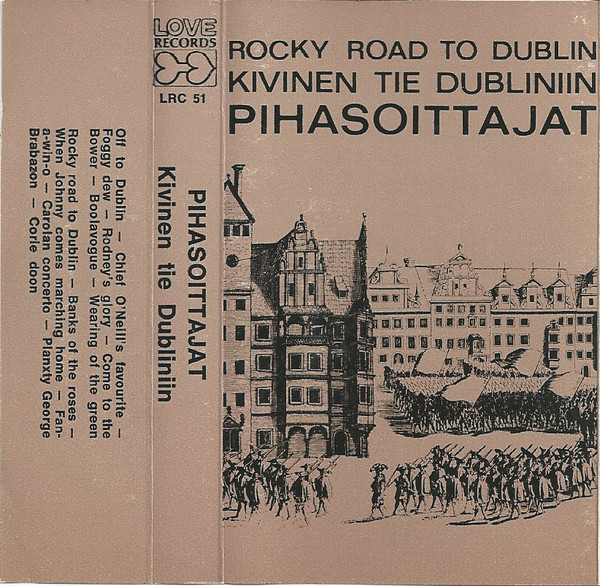 Off to Dublin – Chief O'Neill's favourite –
Foggy dew – Rodney's glory – Come to the
Bower – Boolavogue – Wearing of the green
Rocky road to Dublin – Banks of the roses –
When Johnny comes marching home – Fan-
a-win-o – Carolan concerto – Planxty George
Brabazon – Corie doon
LOVE
RECORDS
LRC 51
PIHASOITTAJAT
Kivinen tie Dubliniin
ROCKY ROAD TO DUBLIN
KIVINEN TIE DUBLINIIN
PIHASOITTAJAT